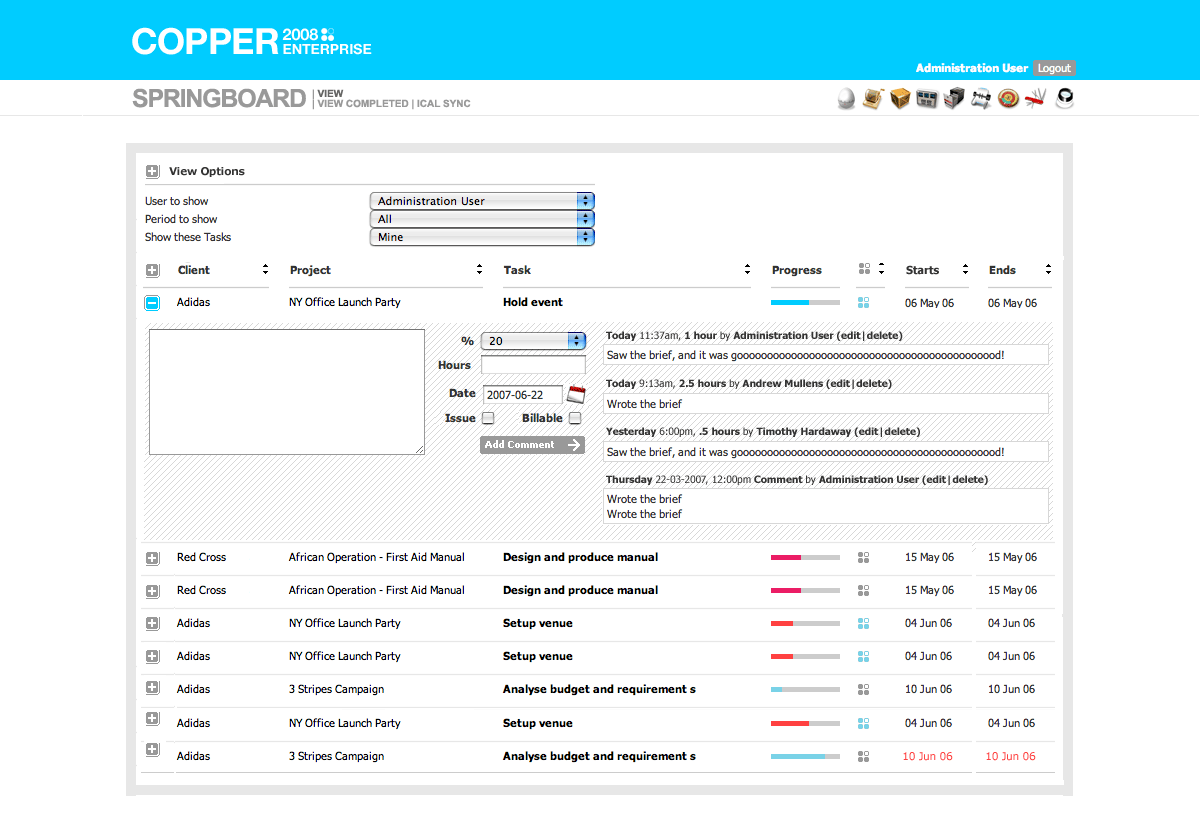 COPPER 2008 ENTERPRISE
Administration User Logout
SPRINGBOARD VIEW
VIEW COMPLETED | ICAL SYNC
View Options
User to show Administration User
Period to show All
Show these Tasks Mine
Client Project Task Progress Starts Ends
Adidas NY Office Launch Party Hold event 06 May 06 06 May 06
% 20
Hours
Date 2007-06-22
Issue Billable
Add Comment
Today 11:37am, 1 hour by Administration User (edit|delete)
Saw the brief, and it was goooooooooooooooooooooooooooooooooooooooooooood!
Today 9:13am, 2.5 hours by Andrew Mullens (edit|delete)
Wrote the brief
Yesterday 6:00pm, .5 hours by Timothy Hardaway (edit|delete)
Saw the brief, and it was goooooooooooooooooooooooooooooooooooooooooooood!
Thursday 22-03-2007, 12:00pm Comment by Administration User (edit|delete)
Wrote the brief
Wrote the brief
Red Cross African Operation - First Aid Manual Design and produce manual 15 May 06 15 May 06
Red Cross African Operation - First Aid Manual Design and produce manual 15 May 06 15 May 06
Adidas NY Office Launch Party Setup venue 04 Jun 06 04 Jun 06
Adidas NY Office Launch Party Setup venue 04 Jun 06 04 Jun 06
Adidas 3 Stripes Campaign Analyse budget and requirement s 10 Jun 06 10 Jun 06
Adidas NY Office Launch Party Setup venue 04 Jun 06 04 Jun 06
Adidas 3 Stripes Campaign Analyse budget and requirement s 10 Jun 06 10 Jun 06